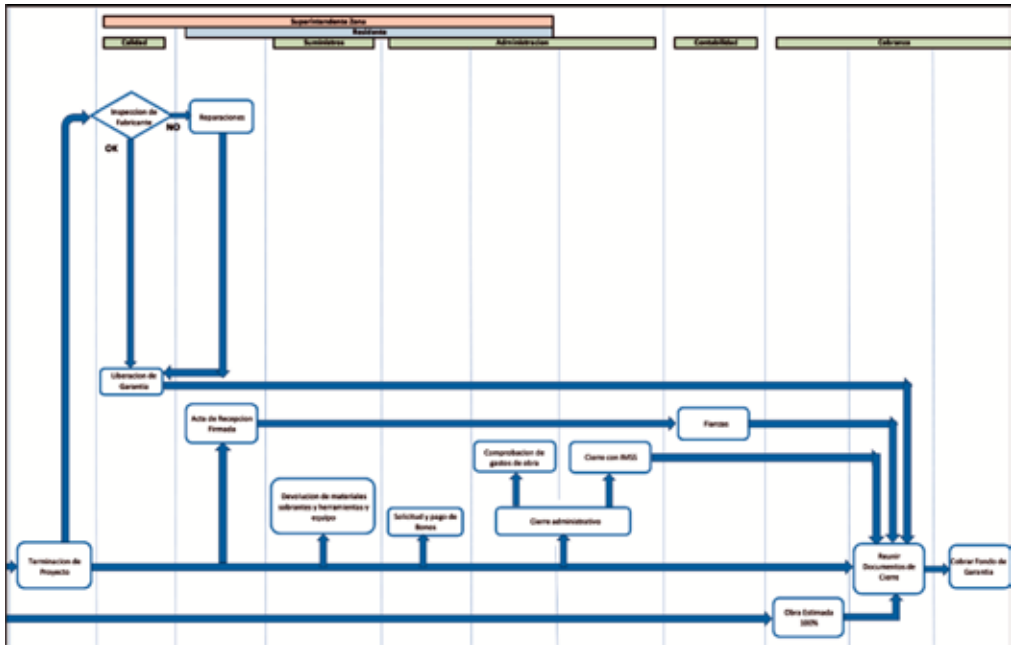 Superintendente Zona
Residente
Calidad
Suministros
Administracion
Contabilidad
Cobranza
Inspeccion de
Fabricante
NO
Reparaciones
OK
Liberacion de
Garantia
Acta de Recepcion
Firmada
Fianzas
Comprobacion de
gastos de obra
Cierre con IMSS
Devolucion de materiales
sobrantes y herramientas y
equipo
Solicitud y pago de
Bonos
Cierre administrativo
Terminacion de
Proyecto
Reunir
Documentos de
Cierre
Cobrar Fondo de
Garantia
Obra Estimada
100%